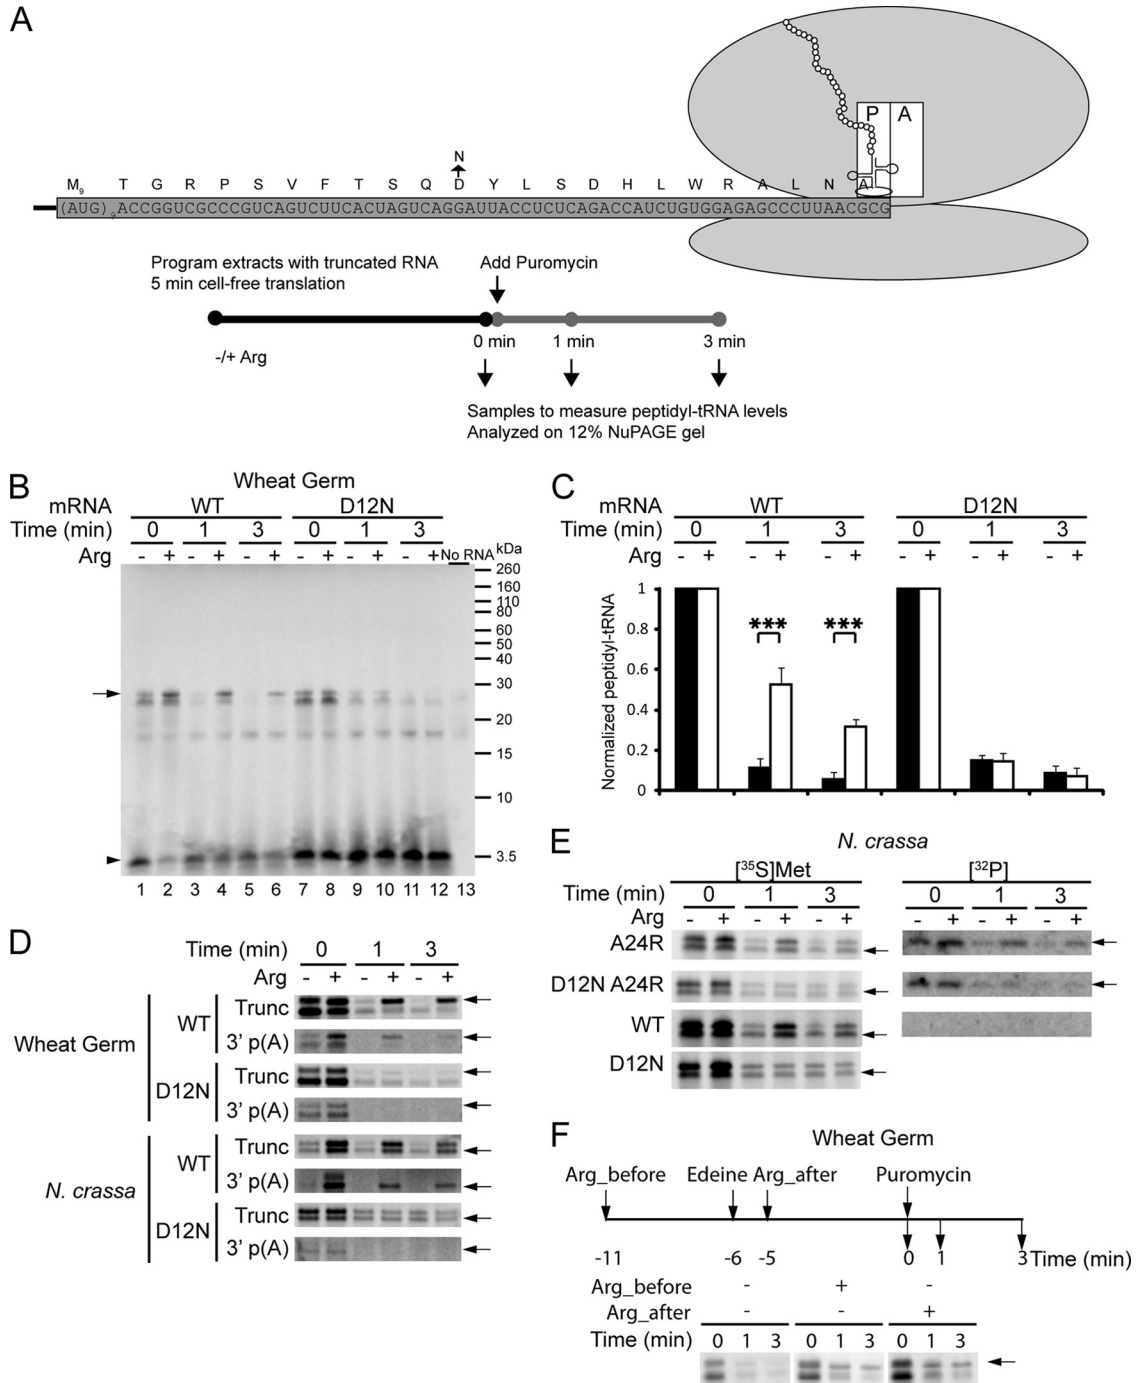 A
P A
N
M9 T G R P S V F T S Q D Y L S D H L W R A L N A
(AUG)9ACCGGUCGCCCGUCAGUCUUCACUAGUCAGGAUUACCUCUCAGACCAUCUGUGGAGAGCCCUUAACGCG
Program extracts with truncated RNA
5 min cell-free translation
Add Puromycin
0 min 1 min 3 min
-/+ Arg
Samples to measure peptidyl-tRNA levels
Analyzed on 12% NuPAGE gel
B
Wheat Germ
mRNA WT D12N
Time (min) 0 1 3 0 1 3
Arg - + - + - + - + - + - + No RNA kDa
260
160
110
80
60
50
40
30
20
15
10
3.5
1 2 3 4 5 6 7 8 9 10 11 12 13
C
mRNA WT D12N
Time (min) 0 1 3 0 1 3
Arg - + - + - + - + - + - +
Normalized peptidyl-tRNA
1
0.8
0.6
0.4
0.2
0
*** ***
D
Time (min) 0 1 3
Arg - + - + - +
Wheat Germ
WT
Trunc
3' p(A)
D12N
Trunc
3' p(A)
N. crassa
WT
Trunc
3' p(A)
D12N
Trunc
3' p(A)
E
N. crassa
[35S]Met [32P]
Time (min) 0 1 3 0 1 3
Arg - + - + - + - + - + - +
A24R
D12N A24R
WT
D12N
F
Wheat Germ
Arg_before Edeine Arg_after Puromycin
-11 -6 -5 0 1 3 Time (min)
Arg_before - + -
Arg_after - - +
Time (min) 0 1 3 0 1 3 0 1 3